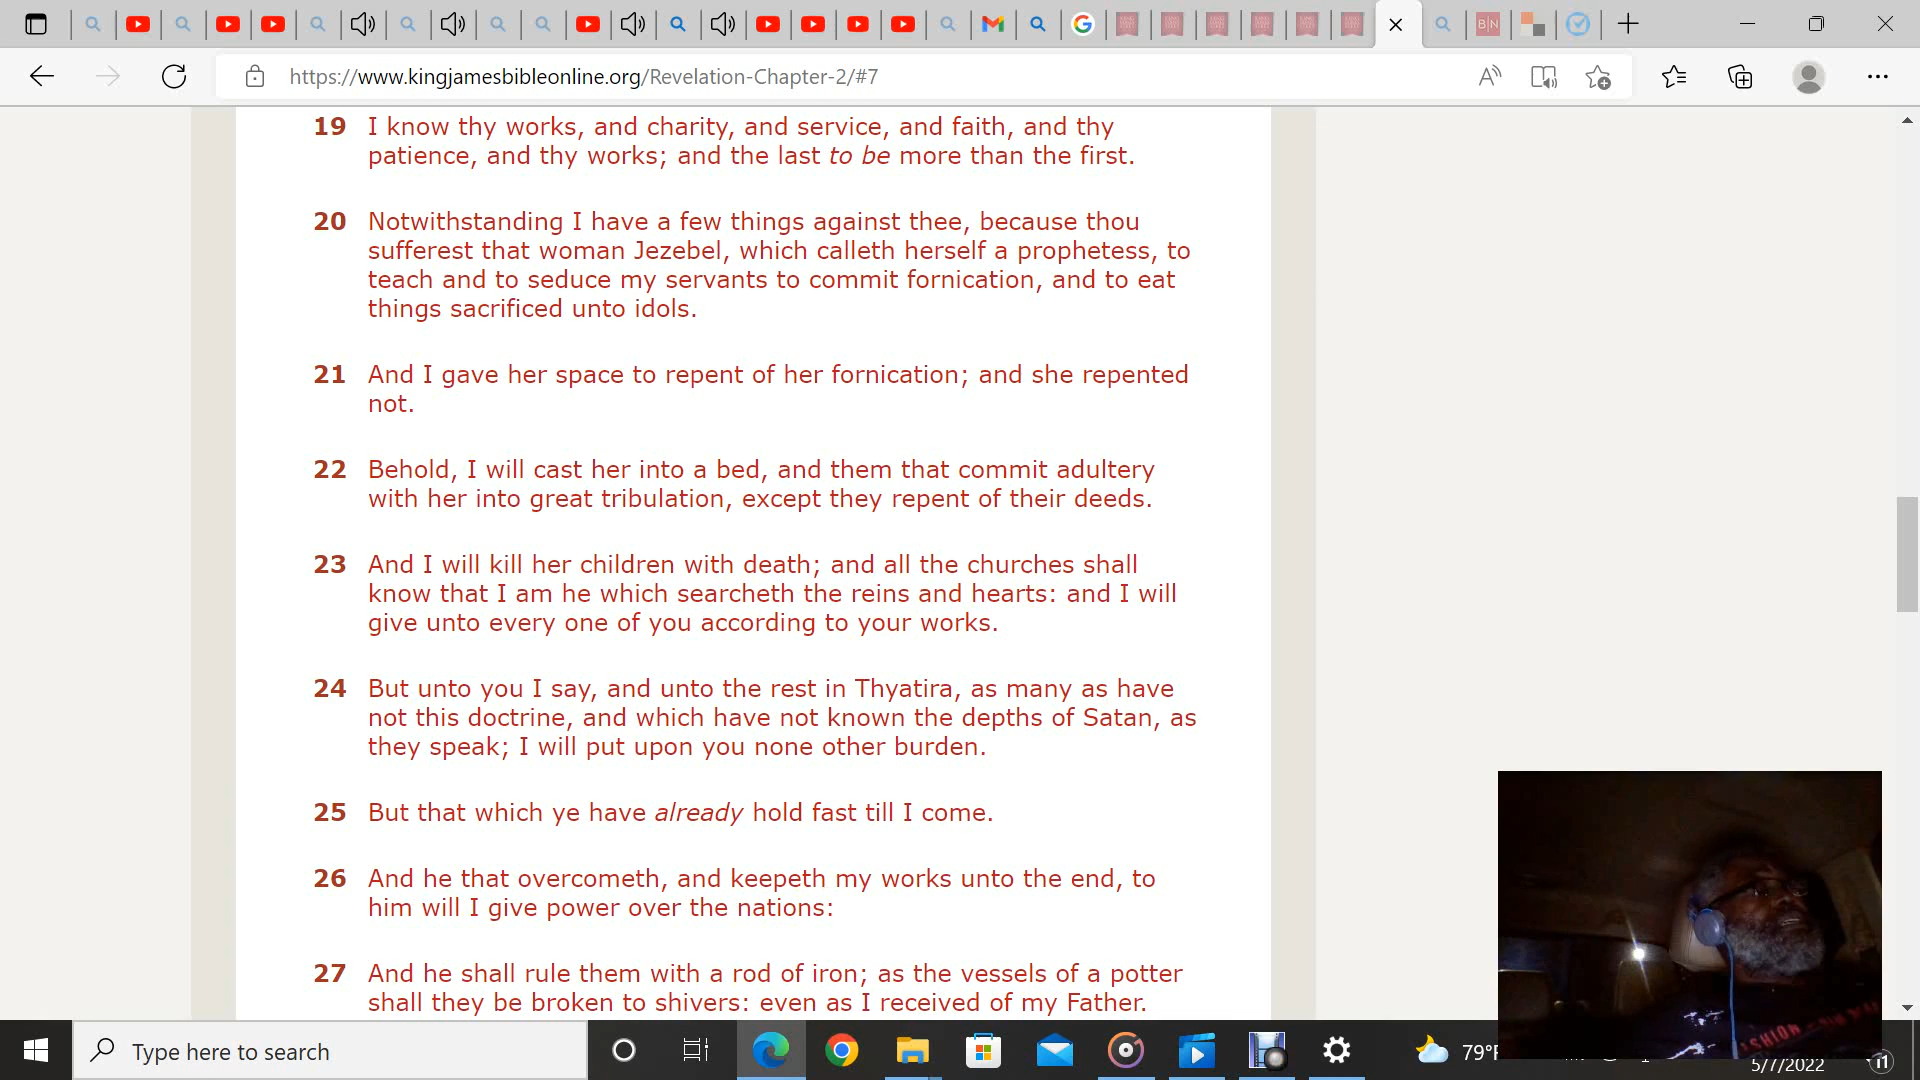 B|N
https://www.kingjamesbibleonline.org/Revelation-Chapter-2/#7
19 I know thy works, and charity, and service, and faith, and thy
patience, and thy works; and the last to be more than the first.
20 Notwithstanding I have a few things against thee, because thou
sufferest that woman Jezebel, which calleth herself a prophetess, to
teach and to seduce my servants to commit fornication, and to eat
things sacrificed unto idols.
21 And I gave her space to repent of her fornication; and she repented
not.
22 Behold, I will cast her into a bed, and them that commit adultery
with her into great tribulation, except they repent of their deeds.
23 And I will kill her children with death; and all the churches shall
know that I am he which searcheth the reins and hearts: and I will
give unto every one of you according to your works.
24 But unto you I say, and unto the rest in Thyatira, as many as have
not this doctrine, and which have not known the depths of Satan, as
they speak; I will put upon you none other burden.
25 But that which ye have already hold fast till I come.
26 And he that overcometh, and keepeth my works unto the end, to
him will I give power over the nations:
27 And he shall rule them with a rod of iron; as the vessels of a potter
shall they be broken to shivers: even as I received of my Father.
Type here to search
79°F
5/7/2022